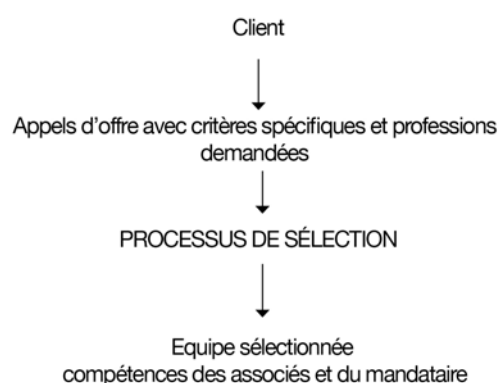 Client
Appels d'offre avec critères spécifiques et professions
demandées
PROCESSUS DE SÉLECTION
Equipe sélectionnée
compétences des associés et du mandataire